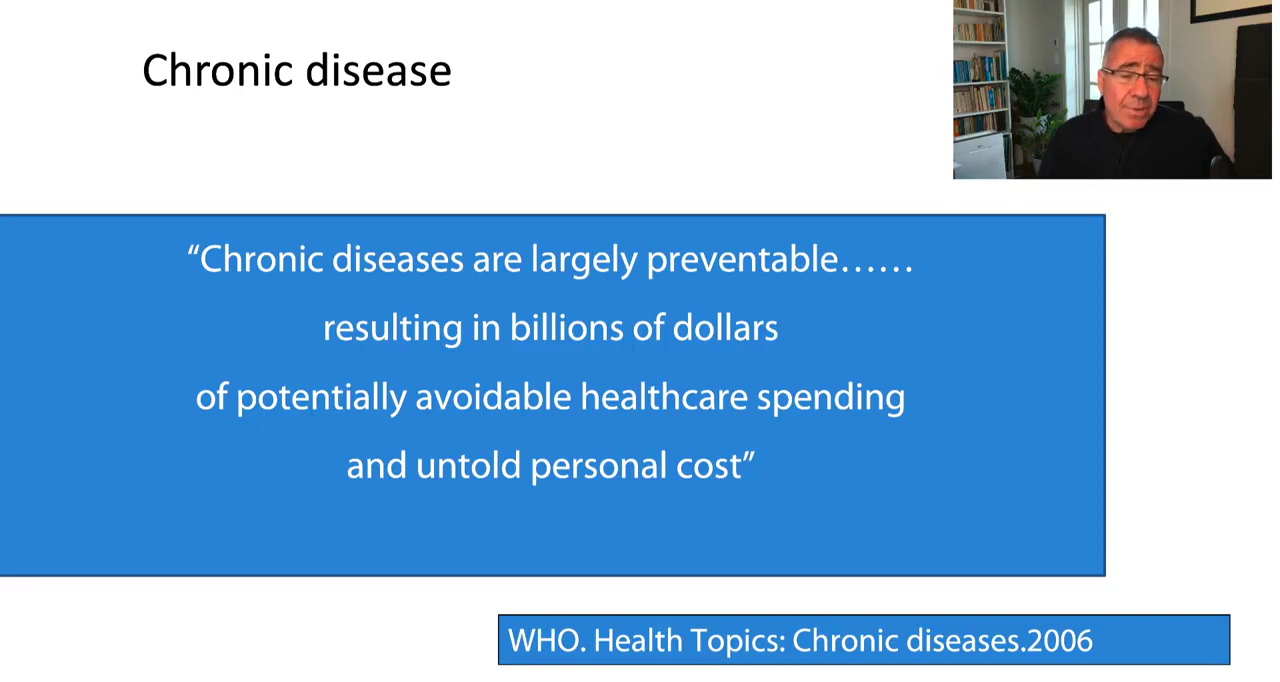 Chronic disease
“Chronic diseases are largely preventable……
resulting in billions of dollars
of potentially avoidable healthcare spending
and untold personal cost”
WHO. Health Topics: Chronic diseases.2006